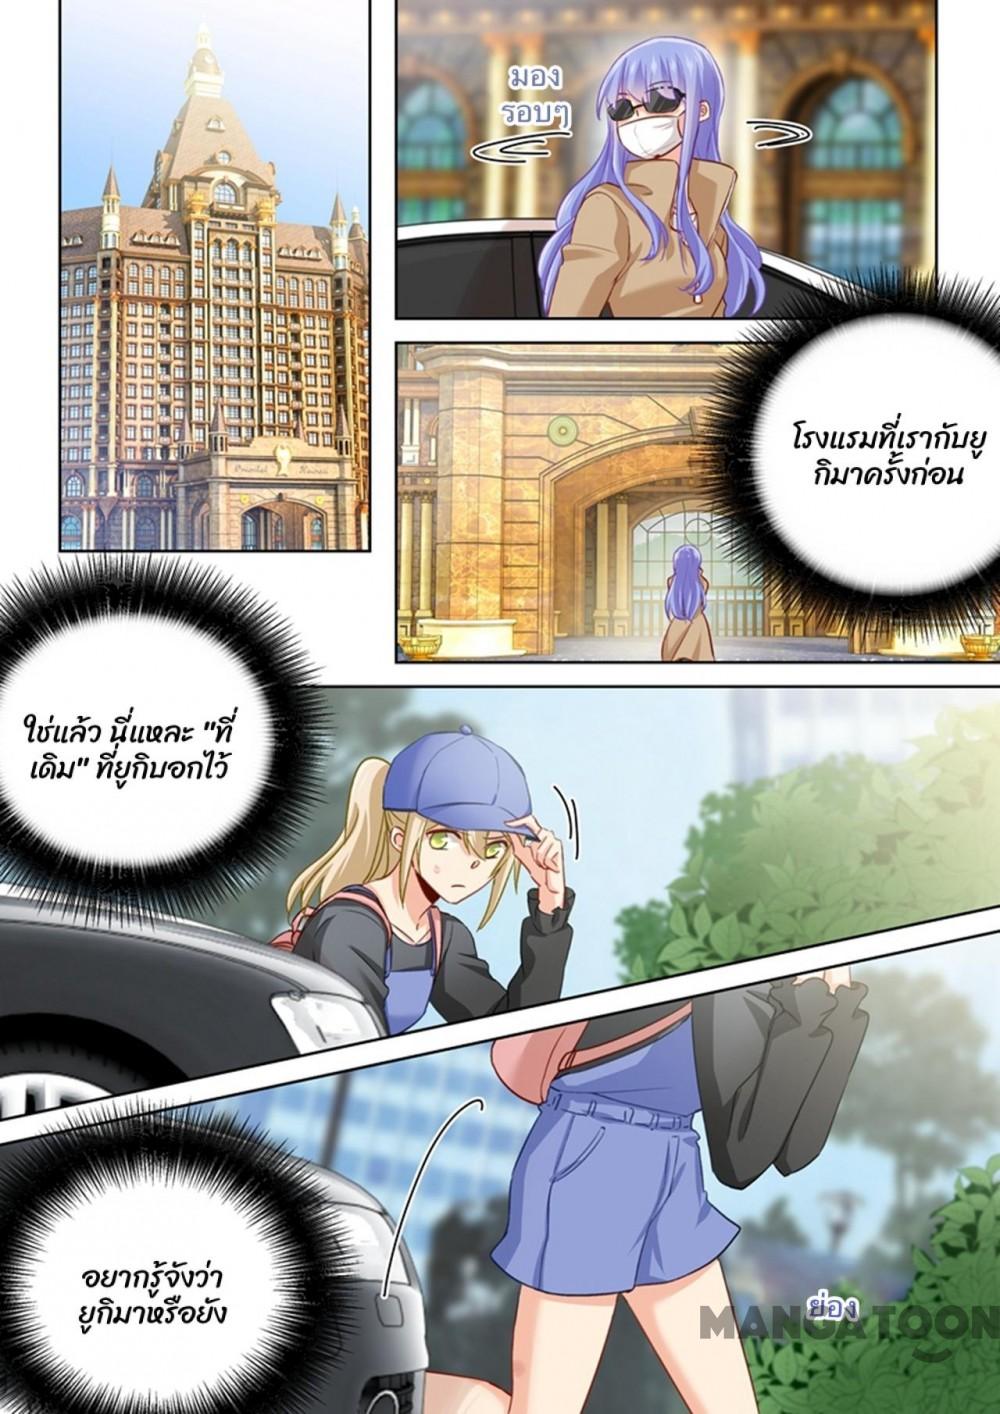 มอง
รอบๆ
โรงแรมที่เรากับยู
กิมาครั้งก่อน
ใช่แล้ว นี่แหละ "ที่
เดิม" ที่ยูกิบอกไว้
อยากรู้จังว่า
ยูกิมาหรือยัง
ย่อง
MANGATOON